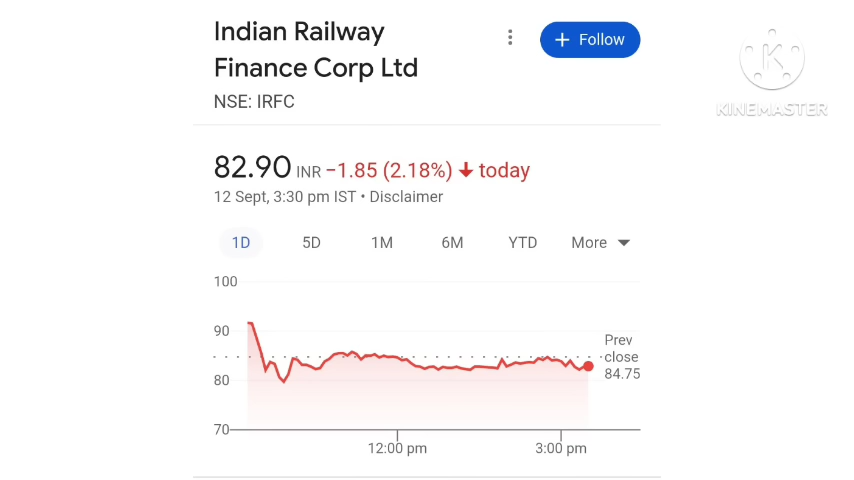 Indian Railway
Finance Corp Ltd
NSE: IRFC
+ Follow
K
KINEMASTER
82.90 INR −1.85 (2.18%) ↓ today
12 Sept, 3:30 pm IST • Disclaimer
1D 5D 1M 6M YTD More
100
90
80
70
Prev
close
84.75
12:00 pm 3:00 pm